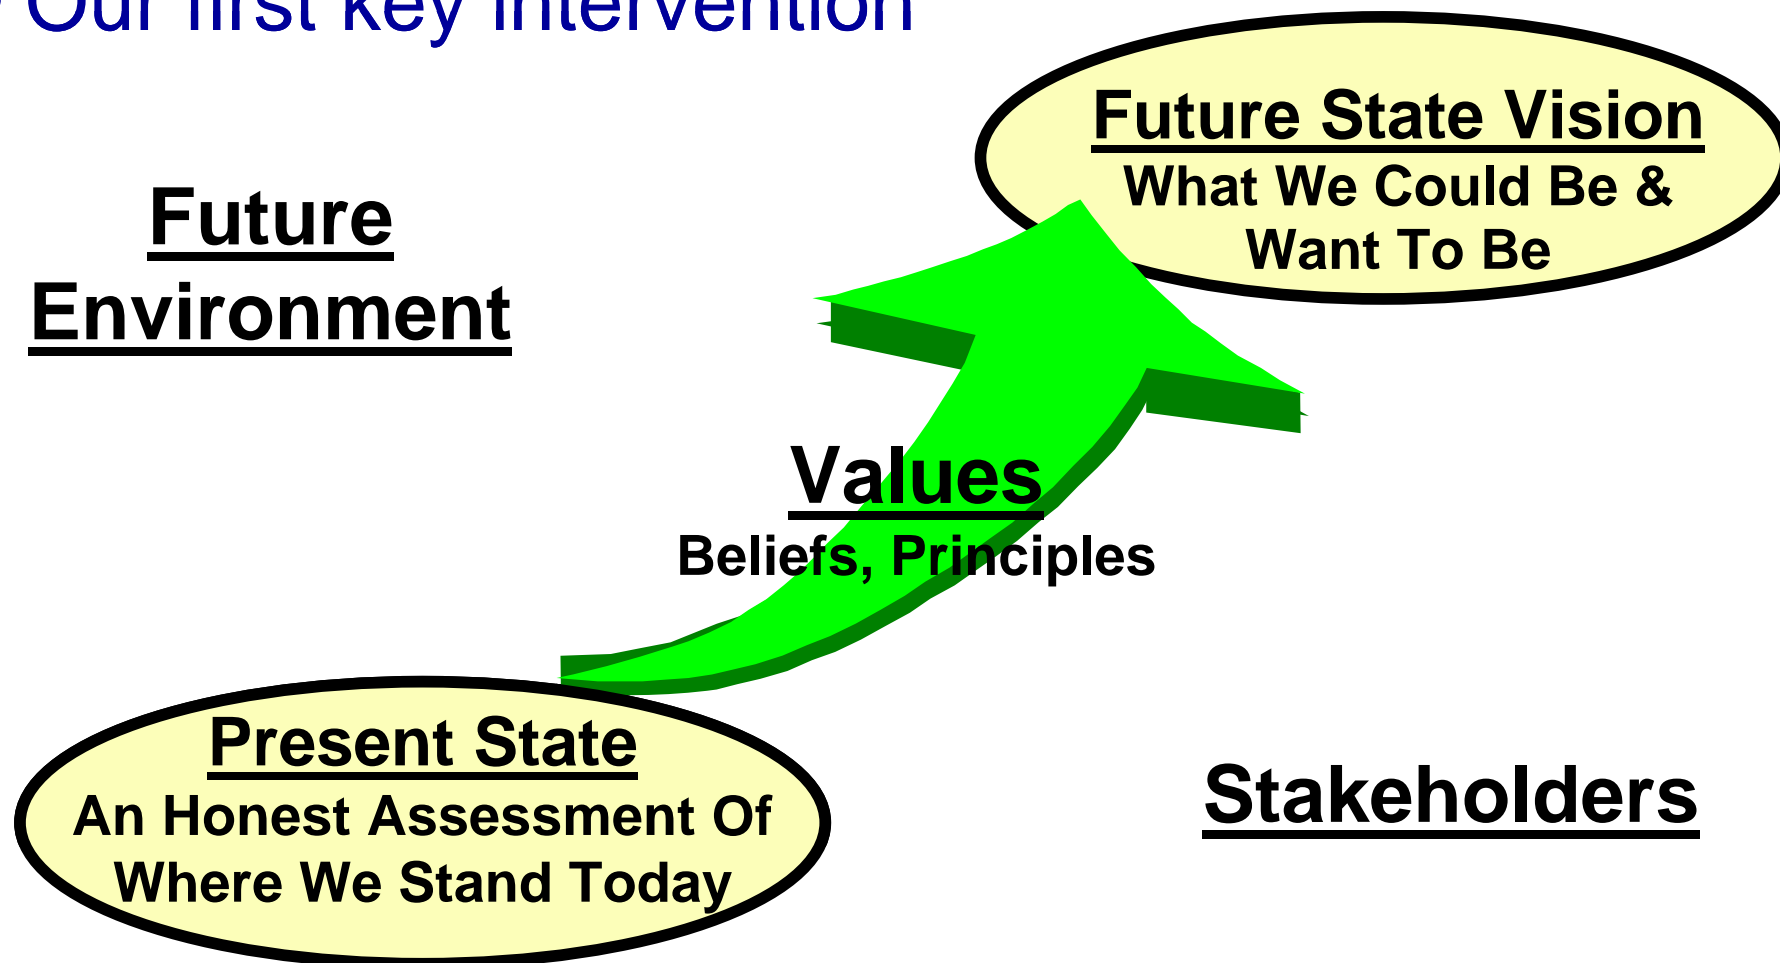 Our first key intervention
Future State Vision
What We Could Be &
Want To Be
Future
Environment
Values
Beliefs, Principles
Present State
An Honest Assessment Of
Where We Stand Today
Stakeholders